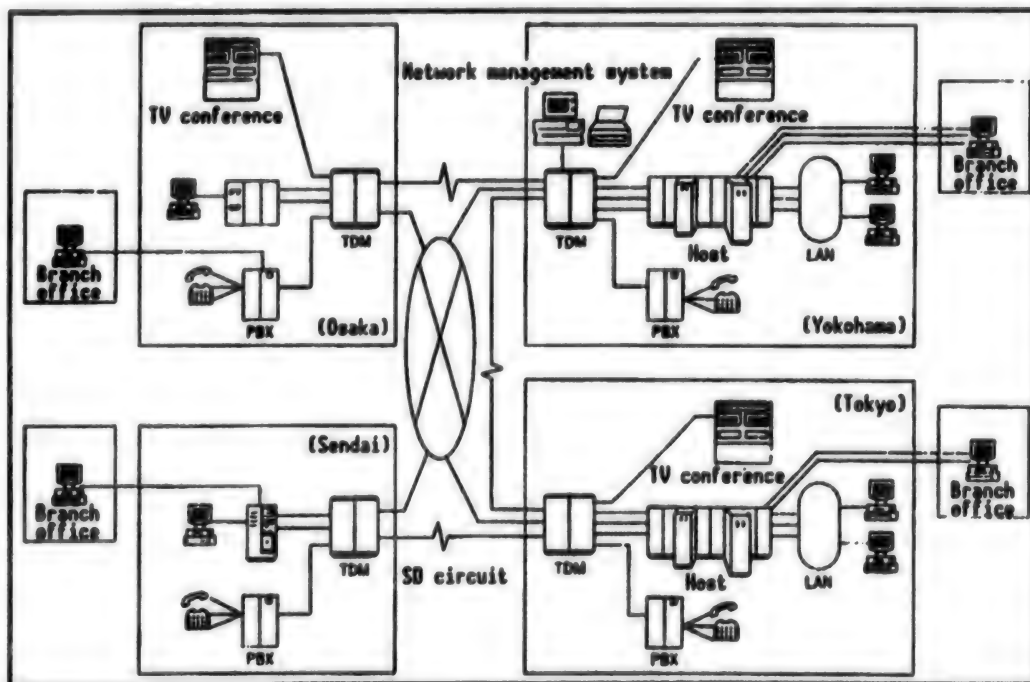 TV conference
Network management system
TV conference
Branch
office
TDM
TDM
Host
LAN
Branch
office
PBX
(Osaka)
PBX
(Yokohama)
(Sendai)
TV conference
(Tokyo)
Branch
office
TDM
SD circuit
TDM
Host
LAN
Branch
office
PBX
PBX